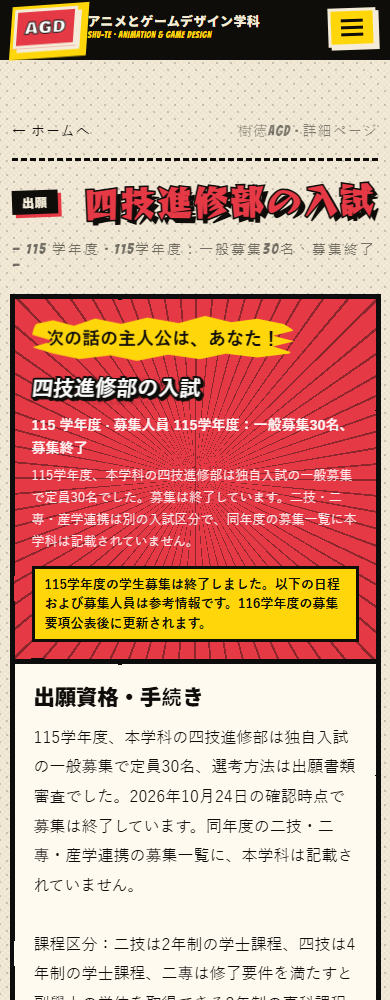 AGD
アニメとゲームデザイン学科
SHU-TE · ANIMATION & GAME DESIGN
← ホームへ
樹德AGD・詳細ページ
出願
四技進修部の入試
— 115 学年度・115学年度：一般募集30名、募集終了 —
次の話の主人公は、あなた！
四技進修部の入試
115 学年度 · 募集人員 115学年度：一般募集30名、
募集終了
115学年度、本学科の四技進修部は独自入試の一般募集
で定員30名でした。募集は終了しています。二技・二
専・産学連携は別の入試区分で、同年度の募集一覧に本
学科は記載されていません。
115学年度の学生募集は終了しました。以下の日程
および募集人員は参考情報です。116学年度の募集
要項公表後に更新されます。
出願資格・手続き
115学年度、本学科の四技進修部は独自入試
の一般募集で定員30名、選考方法は出願書類
審査でした。2026年10月24日の確認時点で
募集は終了しています。同年度の二技・二
専・産学連携の募集一覧に、本学科は記載さ
れていません。
課程区分：二技は2年制の学士課程、四技は4
年制の学士課程、二専は修了要件を満たすと